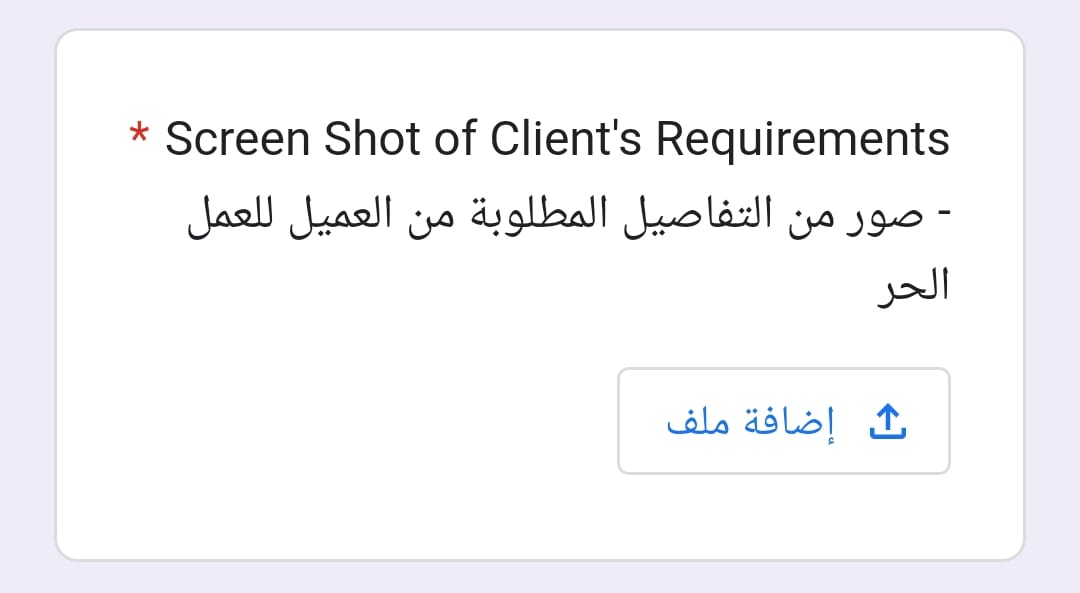 * Screen Shot of Client's Requirements
- صور من التفاصيل المطلوبة من العميل للعمل
الحر
إضافة ملف